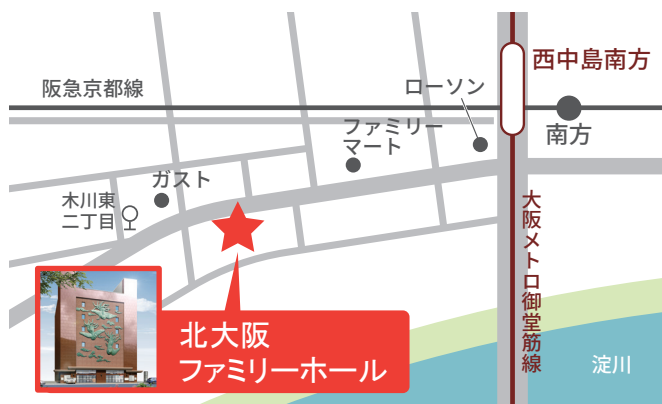 西中島南方
阪急京都線
ローソン
ファミリー
マート
南方
ガスト
木川東
二丁目
大阪メトロ御堂筋線
北大阪
ファミリーホール
淀川